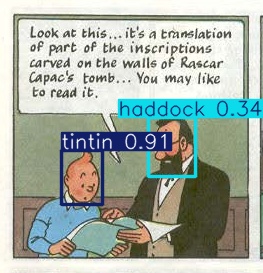 Look at this... it's a translation
of part of the inscriptions
carved on the walls of Rascar
Capac's tomb... You may like
to read it.
haddock 0.34
tintin 0.91